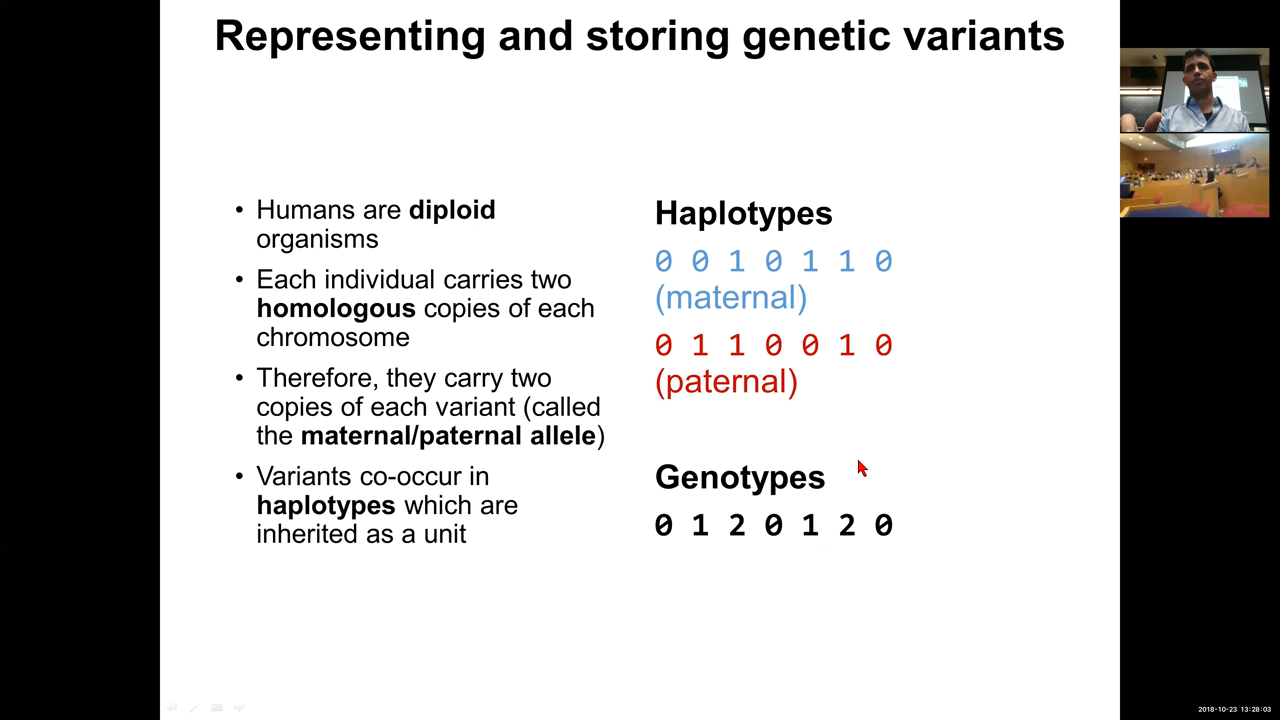 Representing and storing genetic variants
• Humans are diploid
organisms
• Each individual carries two
homologous copies of each
chromosome
• Therefore, they carry two
copies of each variant (called
the maternal/paternal allele)
• Variants co-occur in
haplotypes which are
inherited as a unit
Haplotypes
0 0 1 0 1 1 0
(maternal)
0 1 1 0 0 1 0
(paternal)
Genotypes
0 1 2 0 1 2 0
2018-10-23 13:28:03